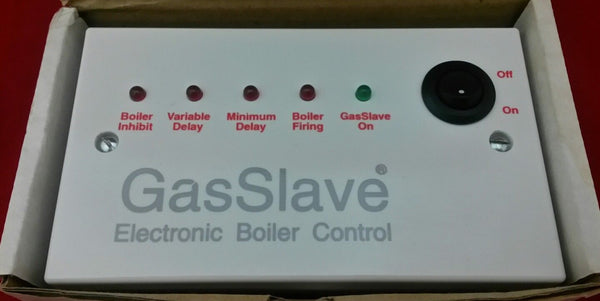 Off
Boiler Inhibit
Variable Delay
Minimum Delay
Boiler Firing
GasSlave On
On
GasSlave®
Electronic Boiler Control